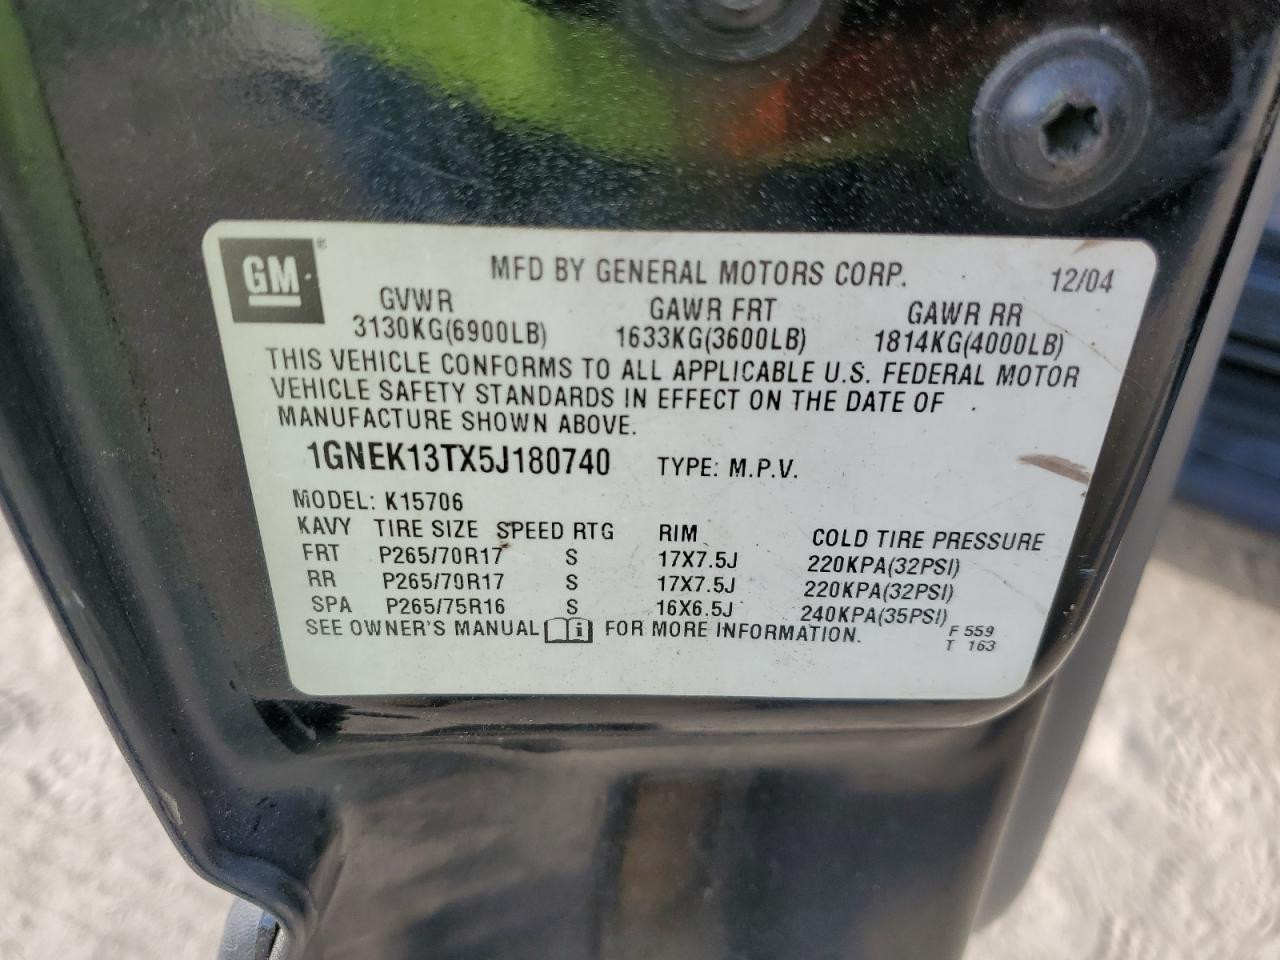 GM®
MFD BY GENERAL MOTORS CORP. 12/04
GVWR GAWR FRT GAWR RR
3130KG(6900LB) 1633KG(3600LB) 1814KG(4000LB)
THIS VEHICLE CONFORMS TO ALL APPLICABLE U.S. FEDERAL MOTOR
VEHICLE SAFETY STANDARDS IN EFFECT ON THE DATE OF
MANUFACTURE SHOWN ABOVE.
1GNEK13TX5J180740 TYPE: M.P.V.
MODEL: K15706
KAVY TIRE SIZE SPEED RTG RIM COLD TIRE PRESSURE
FRT P265/70R17 S 17X7.5J 220KPA(32PSI)
RR P265/70R17 S 17X7.5J 220KPA(32PSI)
SPA P265/75R16 S 16X6.5J 240KPA(35PSI)
SEE OWNER'S MANUAL i FOR MORE INFORMATION. F 559
T 163